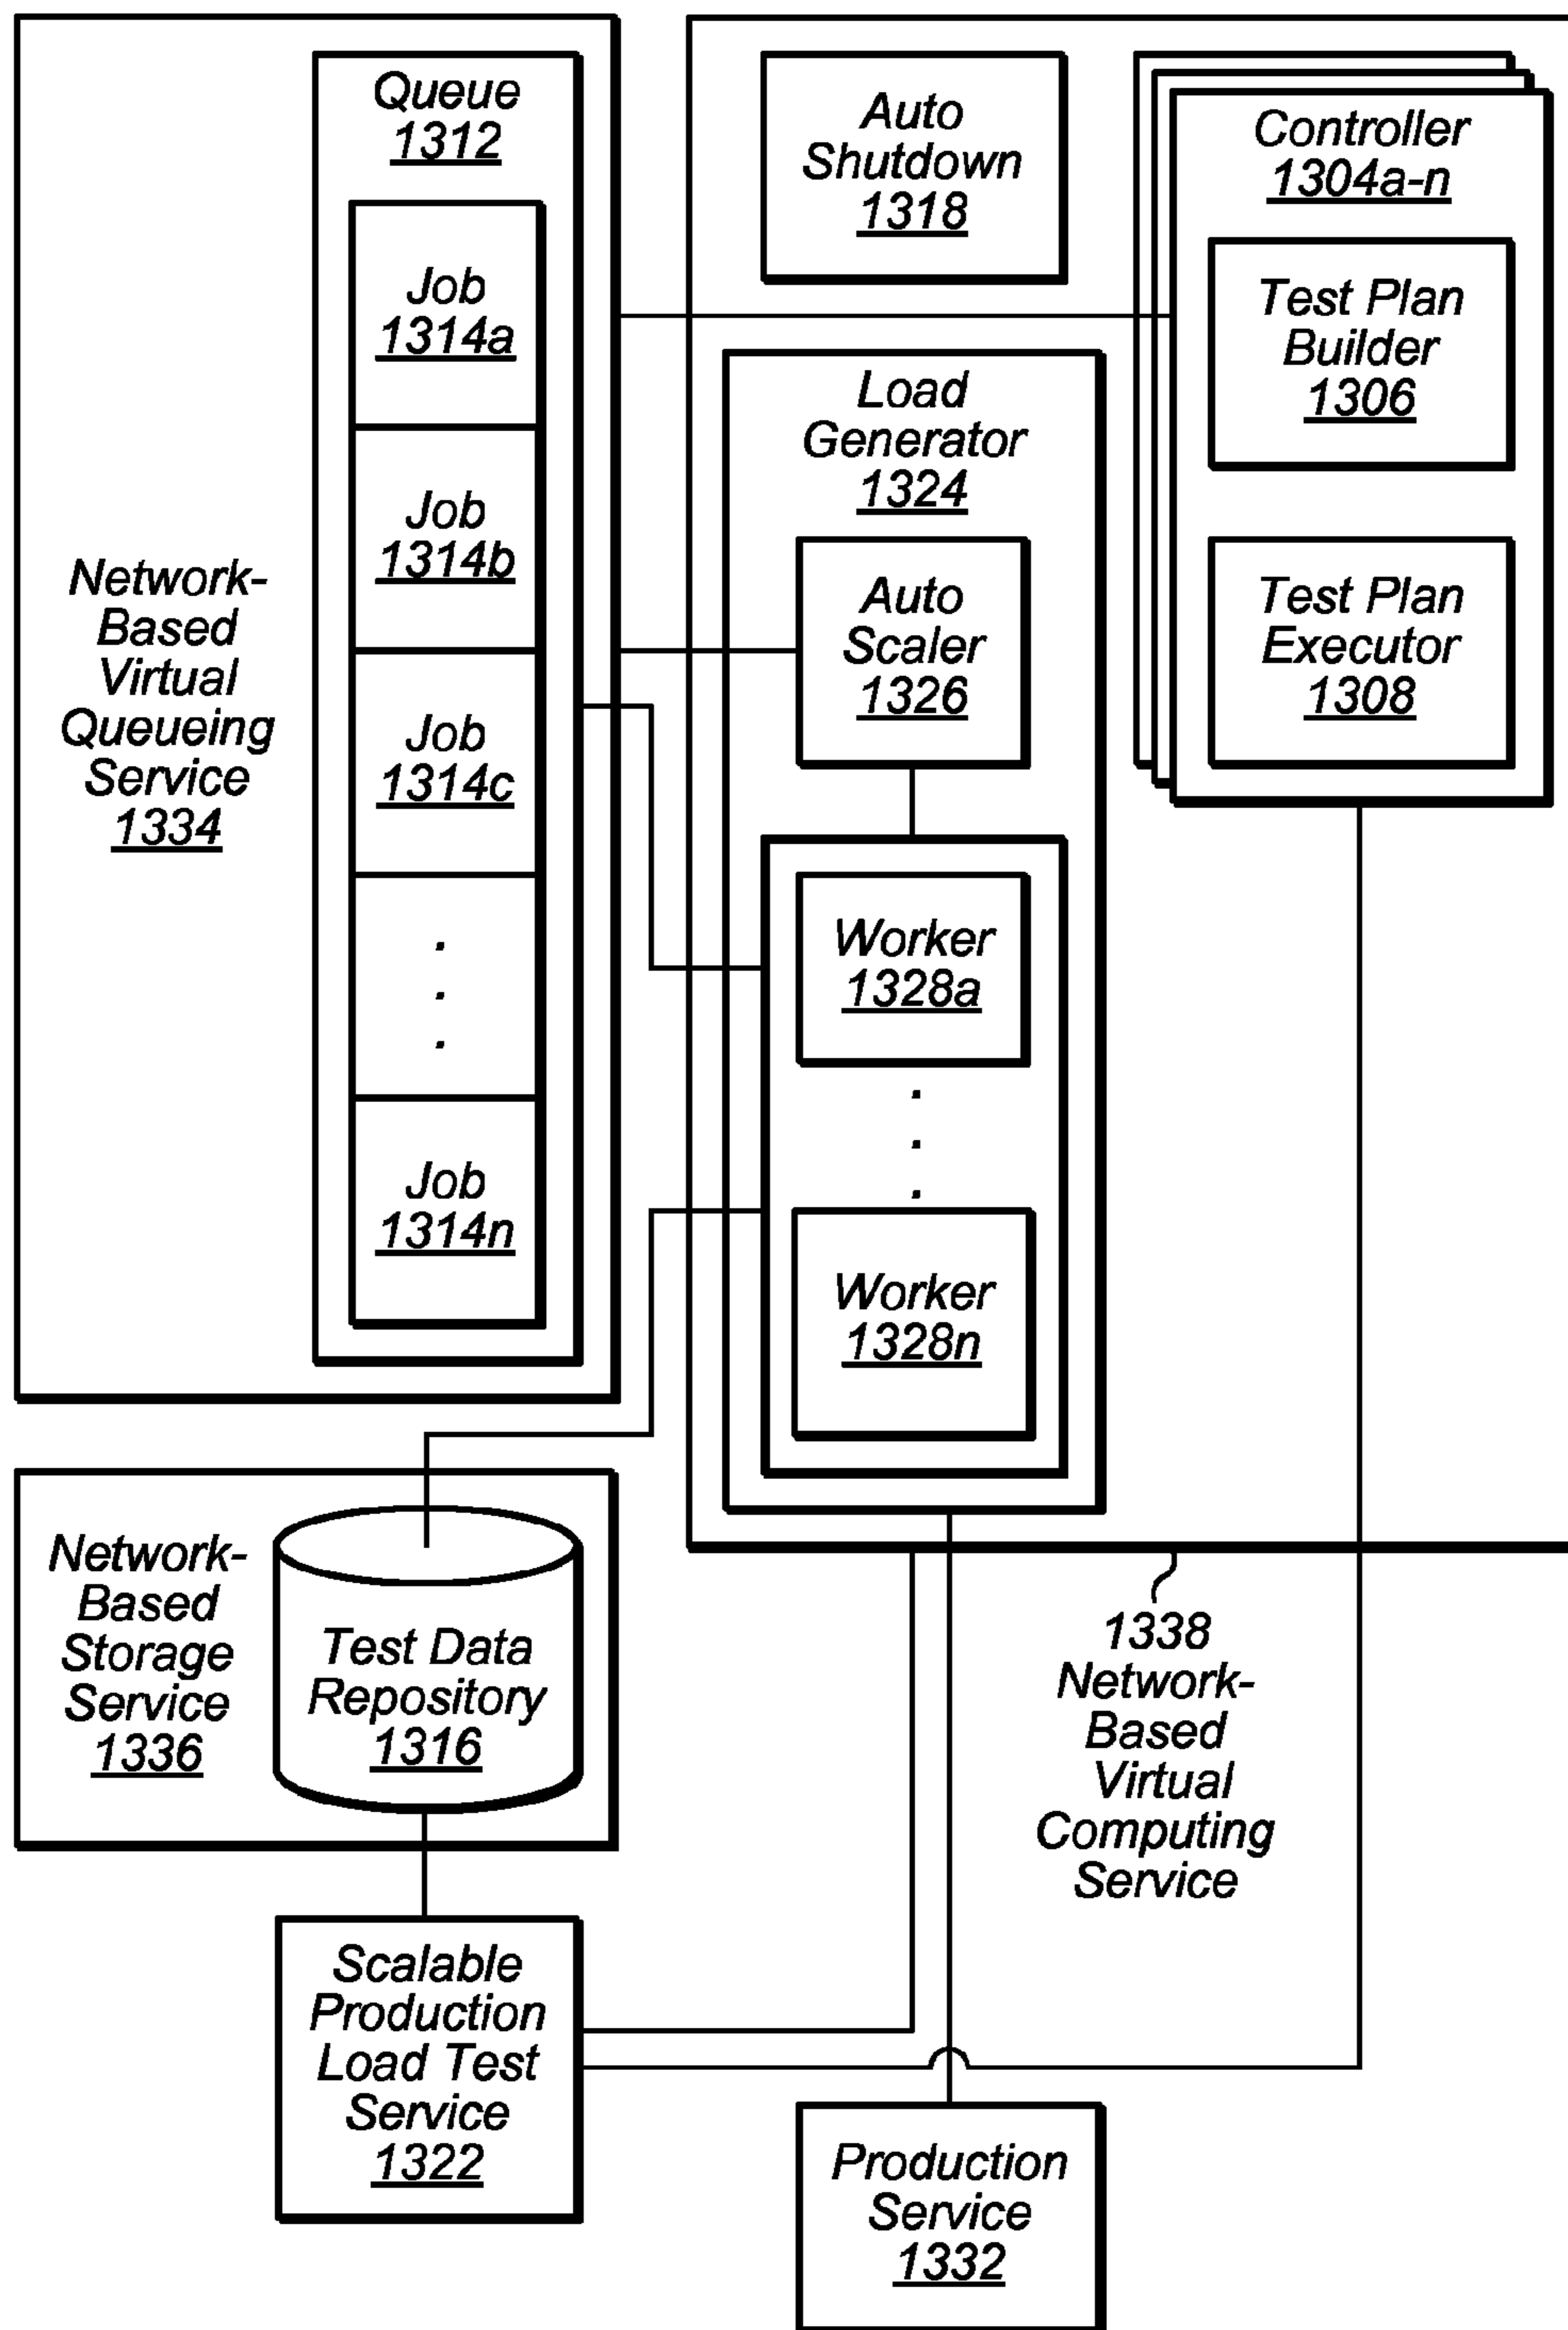 Queue
1312
Job
1314a
Job
1314b
Job
1314c
.
.
.
Job
1314n
Network-
Based
Virtual
Queueing
Service
1334
Auto
Shutdown
1318
Controller
1304a-n
Test Plan
Builder
1306
Test Plan
Executor
1308
Load
Generator
1324
Auto
Scaler
1326
Worker
1328a
.
.
.
Worker
1328n
Network-
Based
Storage
Service
1336
Test Data
Repository
1316
1338
Network-
Based
Virtual
Computing
Service
Scalable
Production
Load Test
Service
1322
Production
Service
1332